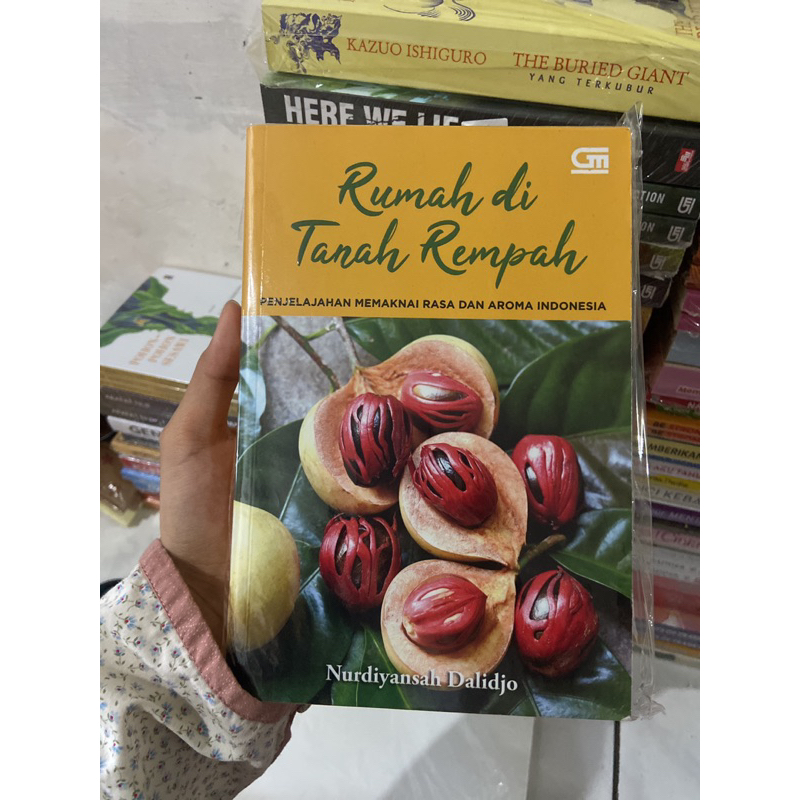 KAZUO ISHIGURO THE BURIED GIANT
YANG TERKUBUR
HERE WE LIE
GM
Rumah di
Tanah Rempah
PENJELAJAHAN MEMAKNAI RASA DAN AROMA INDONESIA
Nurdiyansah Dalidjo